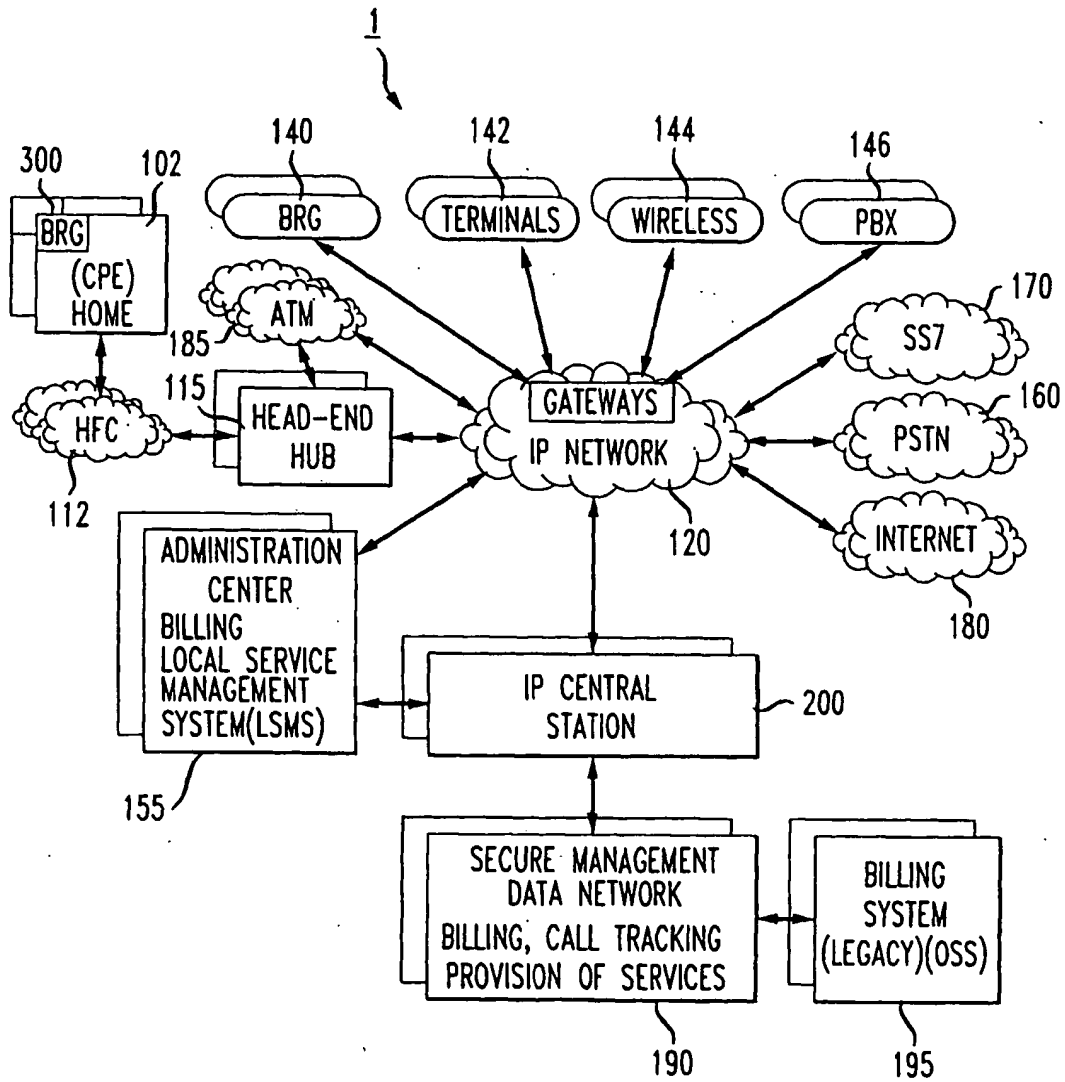 1
140
142
144
146
300
102
BRG
TERMINALS
WIRELESS
PBX
BRG
(CPE)
HOME
ATM
185
170
SS7
115
GATEWAYS
160
HFC
HEAD-END
HUB
IP NETWORK
PSTN
112
120
INTERNET
180
ADMINISTRATION
CENTER
BILLING
LOCAL SERVICE
MANAGEMENT
SYSTEM(LSMS)
155
IP CENTRAL
STATION
200
SECURE MANAGEMENT
DATA NETWORK
BILLING, CALL TRACKING
PROVISION OF SERVICES
190
BILLING
SYSTEM
(LEGACY)(OSS)
195